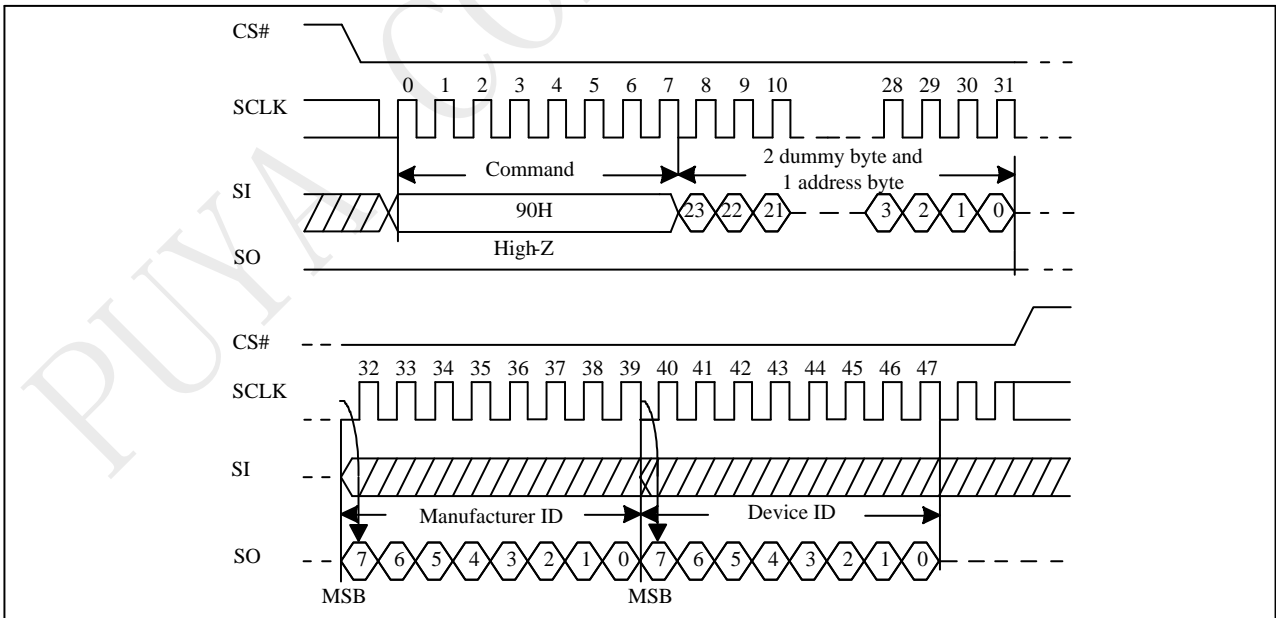 CS#
0 1 2 3 4 5 6 7 8 9 10 28 29 30 31
SCLK
Command
2 dummy byte and
1 address byte
SI
90H
23 22 21 3 2 1 0
High-Z
SO
CS#
32 33 34 35 36 37 38 39 40 41 42 43 44 45 46 47
SCLK
SI
Manufacturer ID
Device ID
SO
7 6 5 4 3 2 1 0 7 6 5 4 3 2 1 0
MSB
MSB
PUYA CO